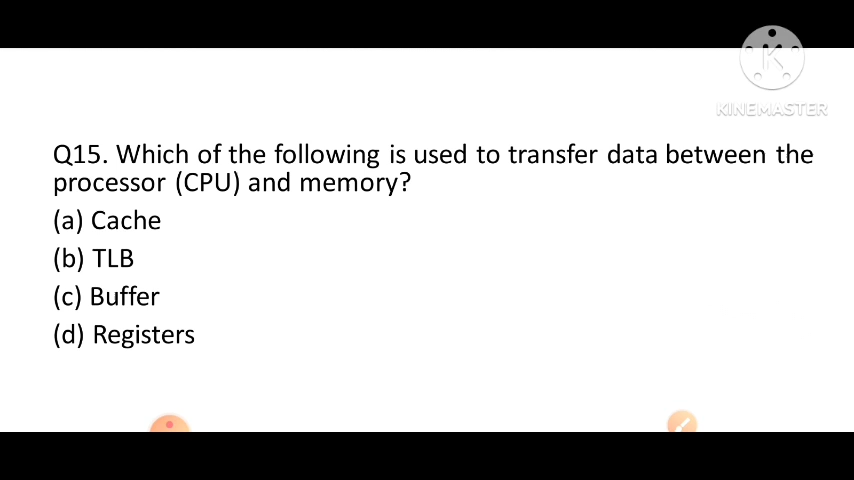 KINEMASTER
Q15. Which of the following is used to transfer data between the
processor (CPU) and memory?
(a) Cache
(b) TLB
(c) Buffer
(d) Registers